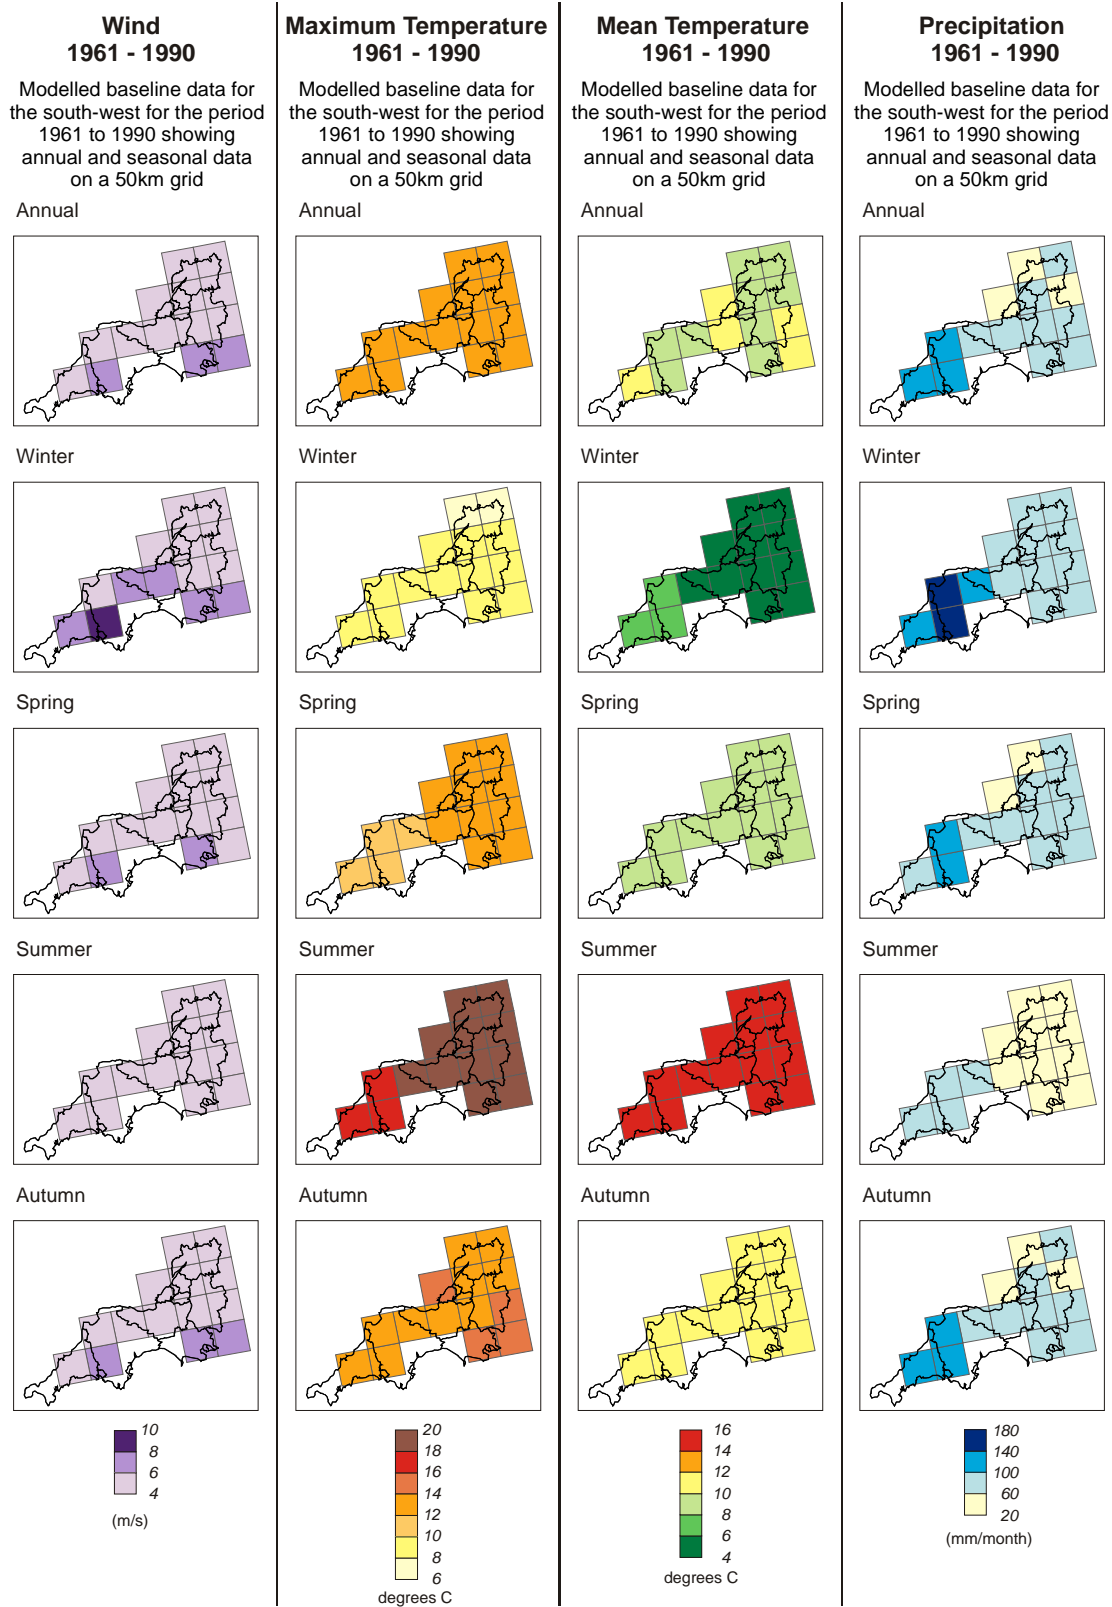 Wind
1961 - 1990
Modelled baseline data for
the south-west for the period
1961 to 1990 showing
annual and seasonal data
on a 50km grid
Annual
Winter
Spring
Summer
Autumn
10
8
6
4
(m/s)
Maximum Temperature
1961 - 1990
Modelled baseline data for
the south-west for the period
1961 to 1990 showing
annual and seasonal data
on a 50km grid
Annual
Winter
Spring
Summer
Autumn
20
18
16
14
12
10
8
6
degrees C
Mean Temperature
1961 - 1990
Modelled baseline data for
the south-west for the period
1961 to 1990 showing
annual and seasonal data
on a 50km grid
Annual
Winter
Spring
Summer
Autumn
16
14
12
10
8
6
4
degrees C
Precipitation
1961 - 1990
Modelled baseline data for
the south-west for the period
1961 to 1990 showing
annual and seasonal data
on a 50km grid
Annual
Winter
Spring
Summer
Autumn
180
140
100
60
20
(mm/month)